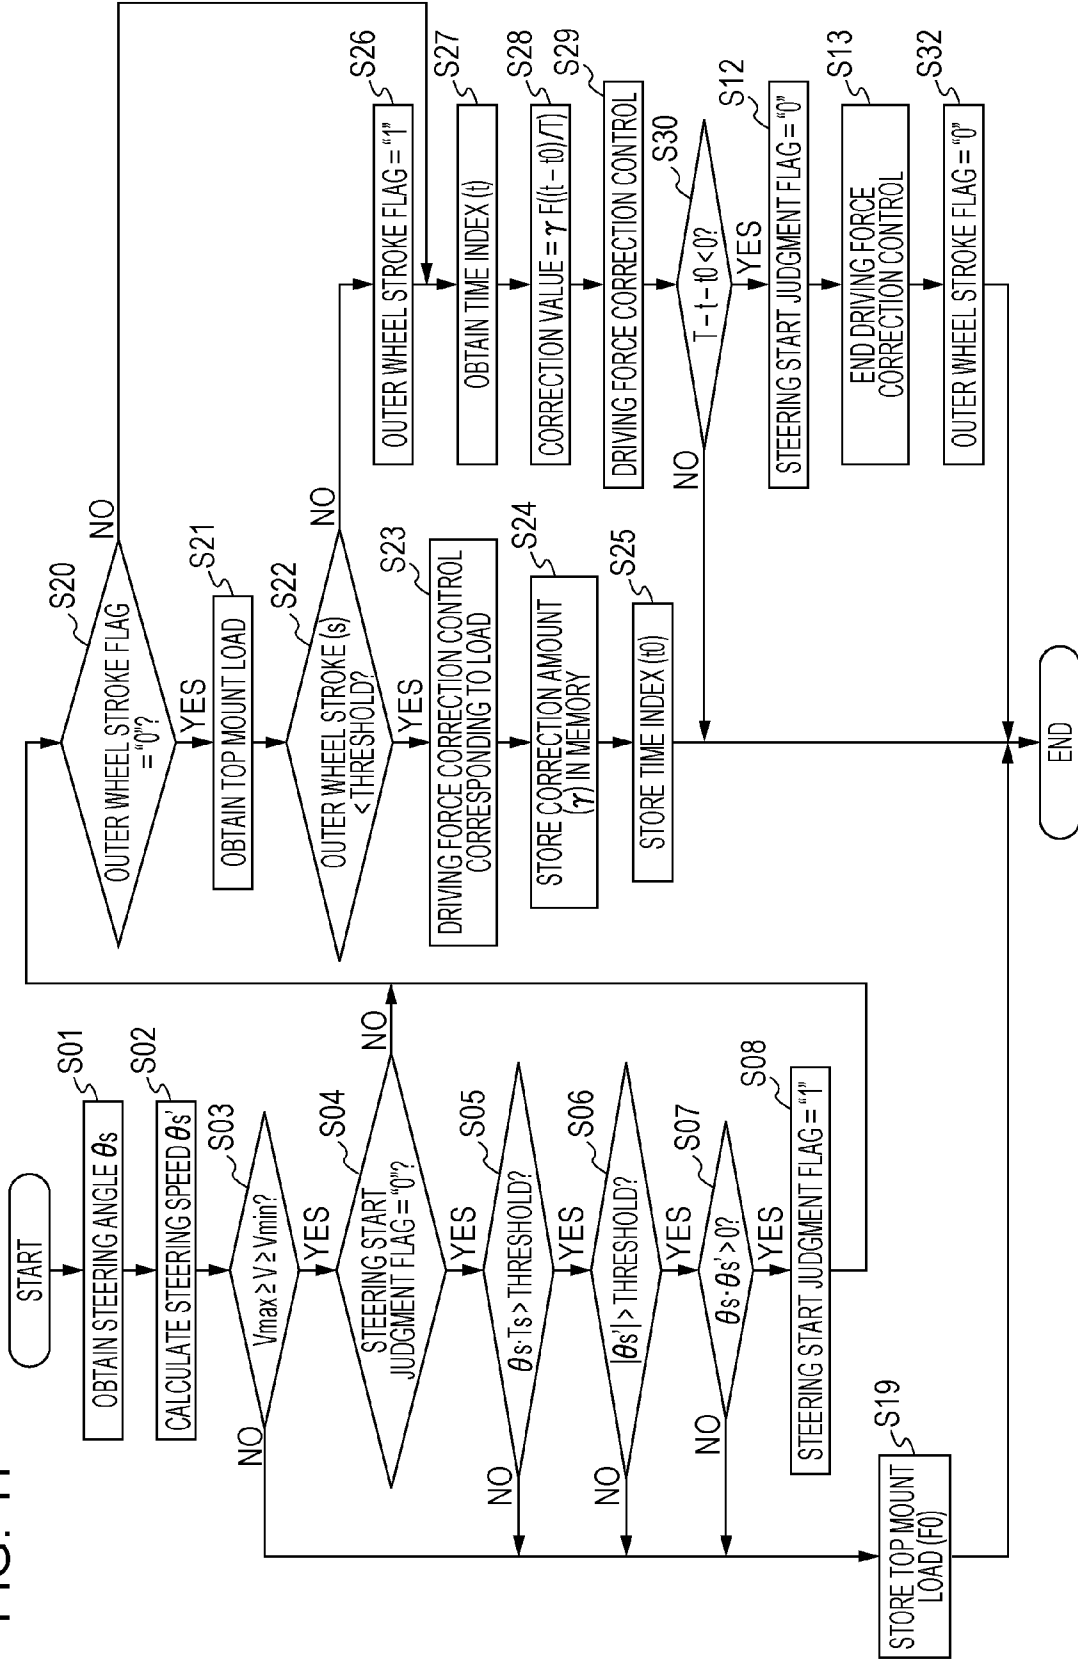 START
OBTAIN STEERING ANGLE θs
S01
CALCULATE STEERING SPEED θs'
S02
Vmax ≥ V ≥ Vmin?
S03
NO
YES
STEERING START
JUDGMENT FLAG = "0"?
S04
NO
YES
θs·Ts > THRESHOLD?
S05
NO
YES
|θs'| > THRESHOLD?
S06
NO
YES
θs·θs' > 0?
S07
NO
YES
STEERING START JUDGMENT FLAG = "1"
S08
STORE TOP MOUNT
LOAD (F0)
S19
OUTER WHEEL STROKE FLAG
= "0"?
S20
NO
YES
OBTAIN TOP MOUNT LOAD
S21
OUTER WHEEL STROKE (s)
< THRESHOLD?
S22
NO
YES
DRIVING FORCE CORRECTION CONTROL
CORRESPONDING TO LOAD
S23
STORE CORRECTION AMOUNT
(γ) IN MEMORY
S24
STORE TIME INDEX (t0)
S25
OUTER WHEEL STROKE FLAG = "1"
S26
OBTAIN TIME INDEX (t)
S27
CORRECTION VALUE = γ F((t − t0)/T)
S28
DRIVING FORCE CORRECTION CONTROL
S29
T − t − t0 < 0?
S30
NO
YES
STEERING START JUDGMENT FLAG = "0"
S12
END DRIVING FORCE
CORRECTION CONTROL
S13
OUTER WHEEL STROKE FLAG = "0"
S32
END